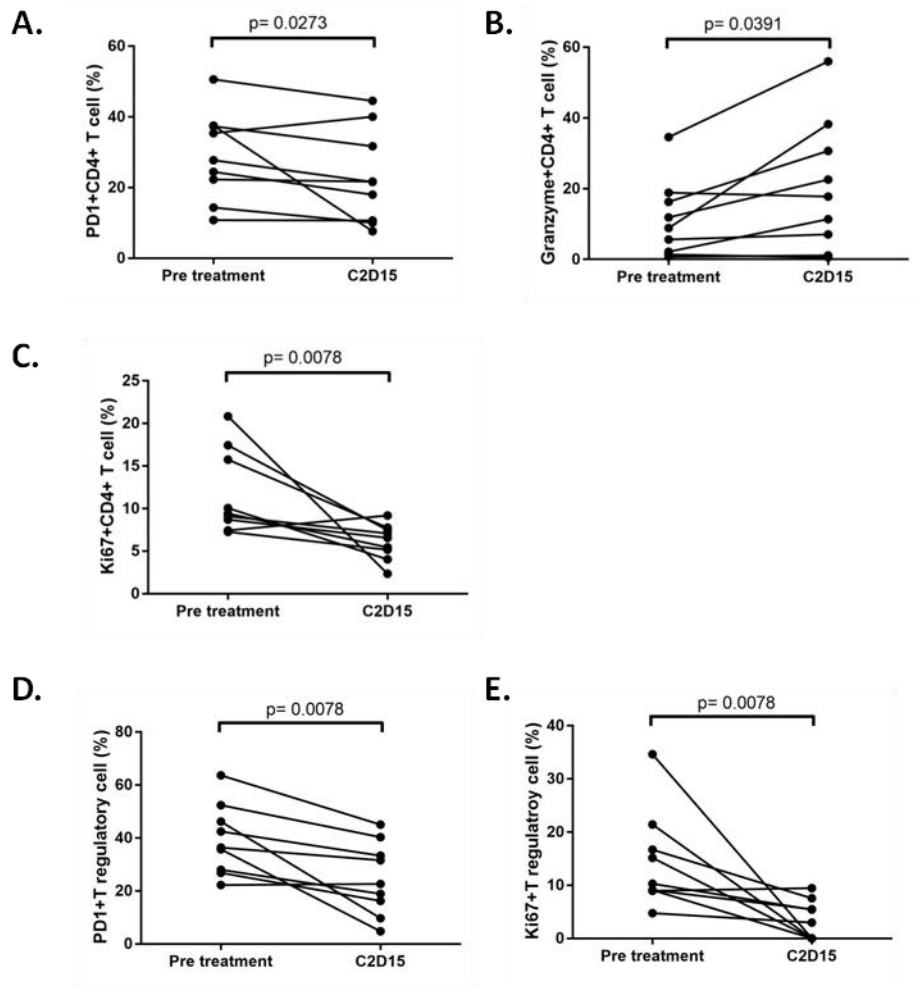 A.
p= 0.0273
PD1+CD4+ T cell (%)
60
40
20
0
Pre treatment C2D15
B.
p= 0.0391
Granzyme+CD4+ T cell (%)
60
40
20
0
Pre treatment C2D15
C.
p= 0.0078
Ki67+CD4+ T cell (%)
25
20
15
10
5
0
Pre treatment C2D15
D.
p= 0.0078
PD1+T regulatory cell (%)
80
60
40
20
0
Pre treatment C2D15
E.
p= 0.0078
Ki67+T regulatroy cell (%)
40
30
20
10
0
Pre treatment C2D15